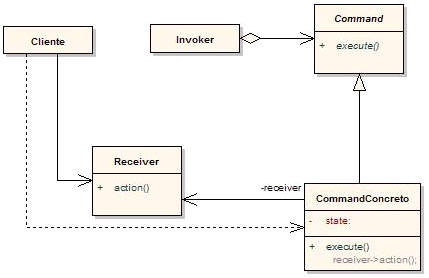 Command
+ execute()
Cliente
Invoker
Receiver
+ action()
-receiver
CommandConcreto
- state:
+ execute()
receiver->action();